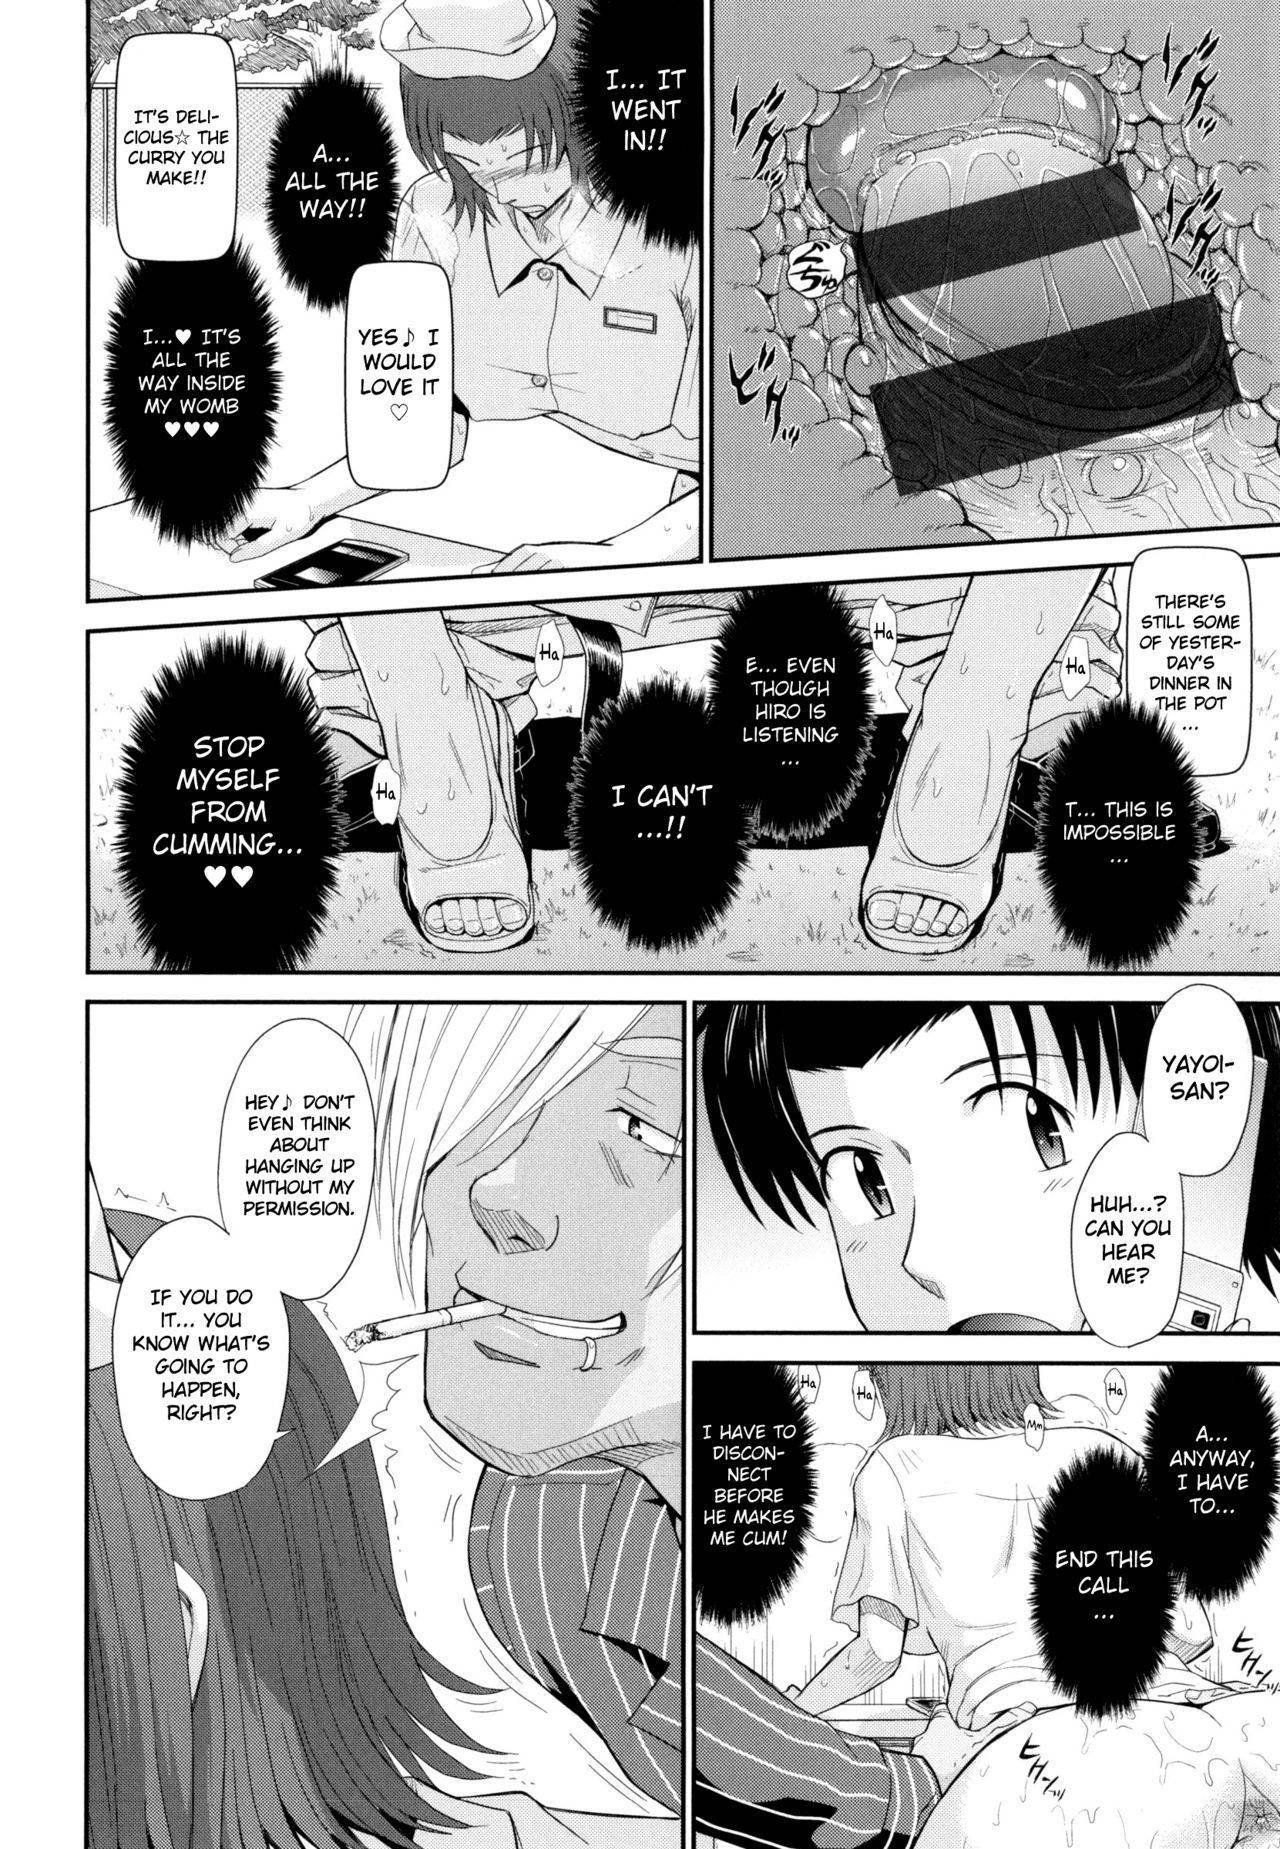 I... IT
WENT
IN!!
A...
ALL THE
WAY!!
IT'S DELI-
CIOUS☆ THE
CURRY YOU
MAKE!!
YES♪ I
WOULD
LOVE IT
♡
I...♥ IT'S
ALL THE
WAY INSIDE
MY WOMB
♥♥♥
ぐちゅっ
THERE'S
STILL SOME
OF YESTER-
DAY'S
DINNER IN
THE POT
...
T... THIS IS
IMPOSSIBLE
...
Ha
Ha
E... EVEN
THOUGH
HIRO IS
LISTENING
...
I CAN'T
...!!
Ha
Ha
STOP
MYSELF
FROM
CUMMING...
♥♥
YAYOI-
SAN?
HUH...?
CAN YOU
HEAR
ME?
A...
ANYWAY,
I HAVE
TO...
END THIS
CALL
...
Ha
Mm
Ha
Ha
I HAVE TO
DISCON-
NECT
BEFORE
HE MAKES
ME CUM!
HEY♪ DON'T
EVEN THINK
ABOUT
HANGING UP
WITHOUT MY
PERMISSION.
IF YOU DO
IT... YOU
KNOW WHAT'S
GOING TO
HAPPEN,
RIGHT?